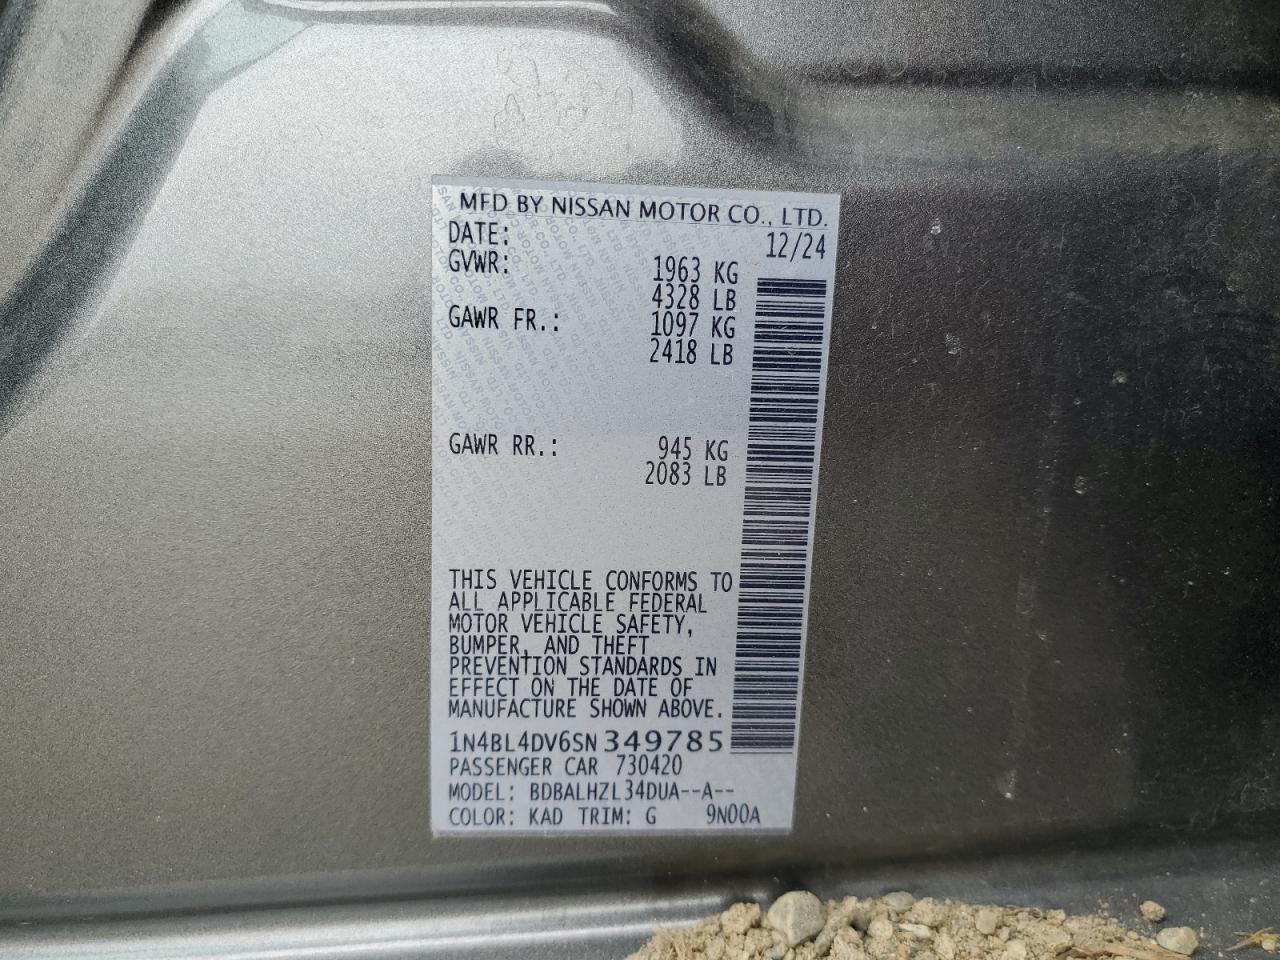 MFD BY NISSAN MOTOR CO., LTD.
DATE: 12/24
GVWR: 1963 KG
4328 LB
GAWR FR.: 1097 KG
2418 LB
GAWR RR.: 945 KG
2083 LB
THIS VEHICLE CONFORMS TO
ALL APPLICABLE FEDERAL
MOTOR VEHICLE SAFETY,
BUMPER, AND THEFT
PREVENTION STANDARDS IN
EFFECT ON THE DATE OF
MANUFACTURE SHOWN ABOVE.
1N4BL4DV6SN349785
PASSENGER CAR 730420
MODEL: BDBALHZL34DUA--A--
COLOR: KAD TRIM: G 9N00A